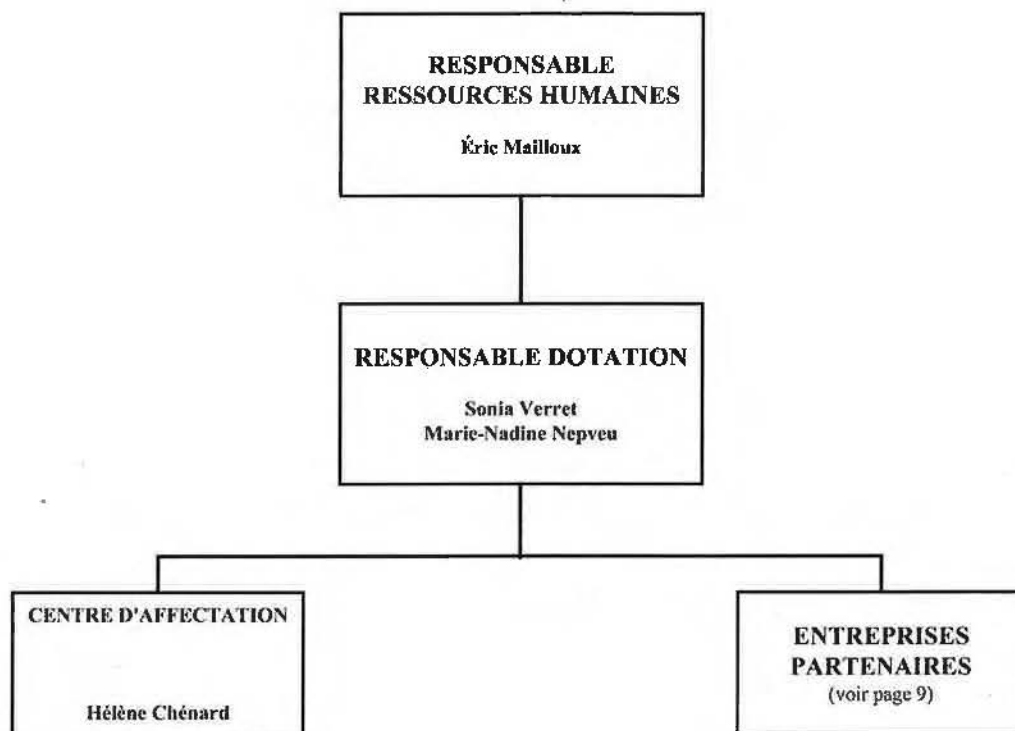 RESPONSABLE
RESSOURCES HUMAINES
Éric Mailloux
RESPONSABLE DOTATION
Sonia Verret
Marie-Nadine Nepveu
CENTRE D'AFFECTATION
Hélène Chénard
ENTREPRISES
PARTENAIRES
(voir page 9)